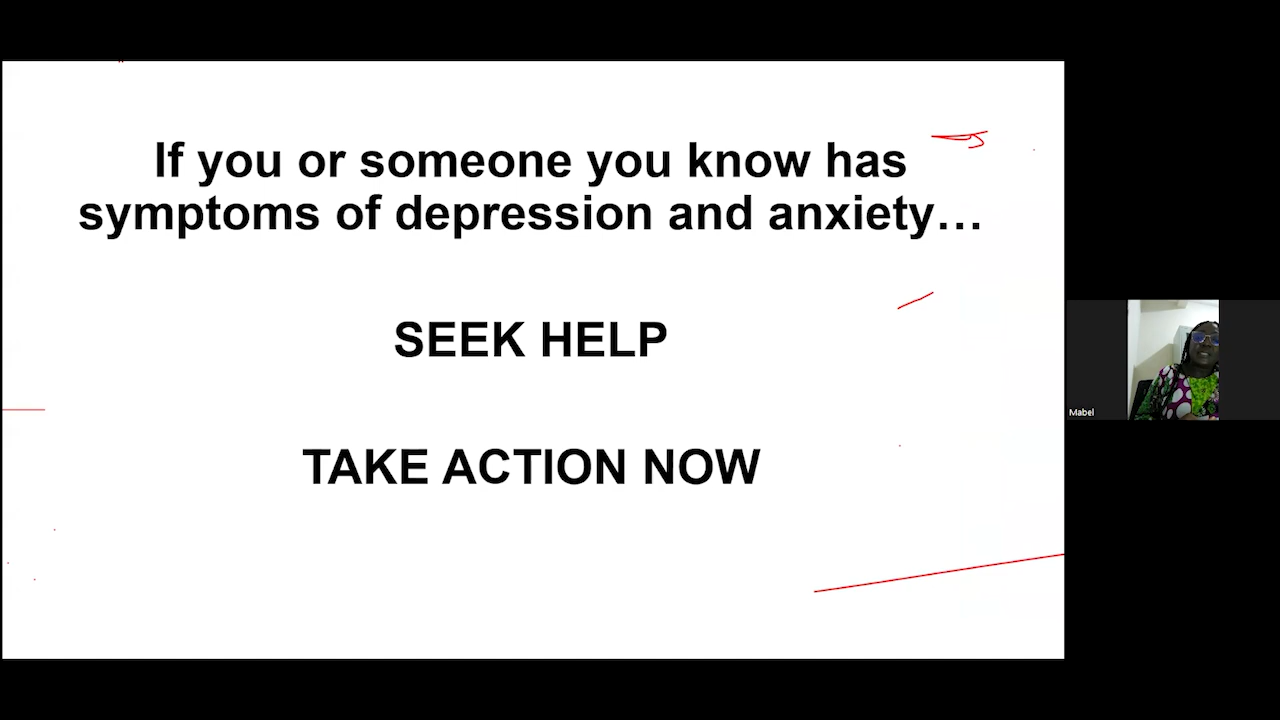 If you or someone you know has
symptoms of depression and anxiety…
SEEK HELP
TAKE ACTION NOW
Mabel